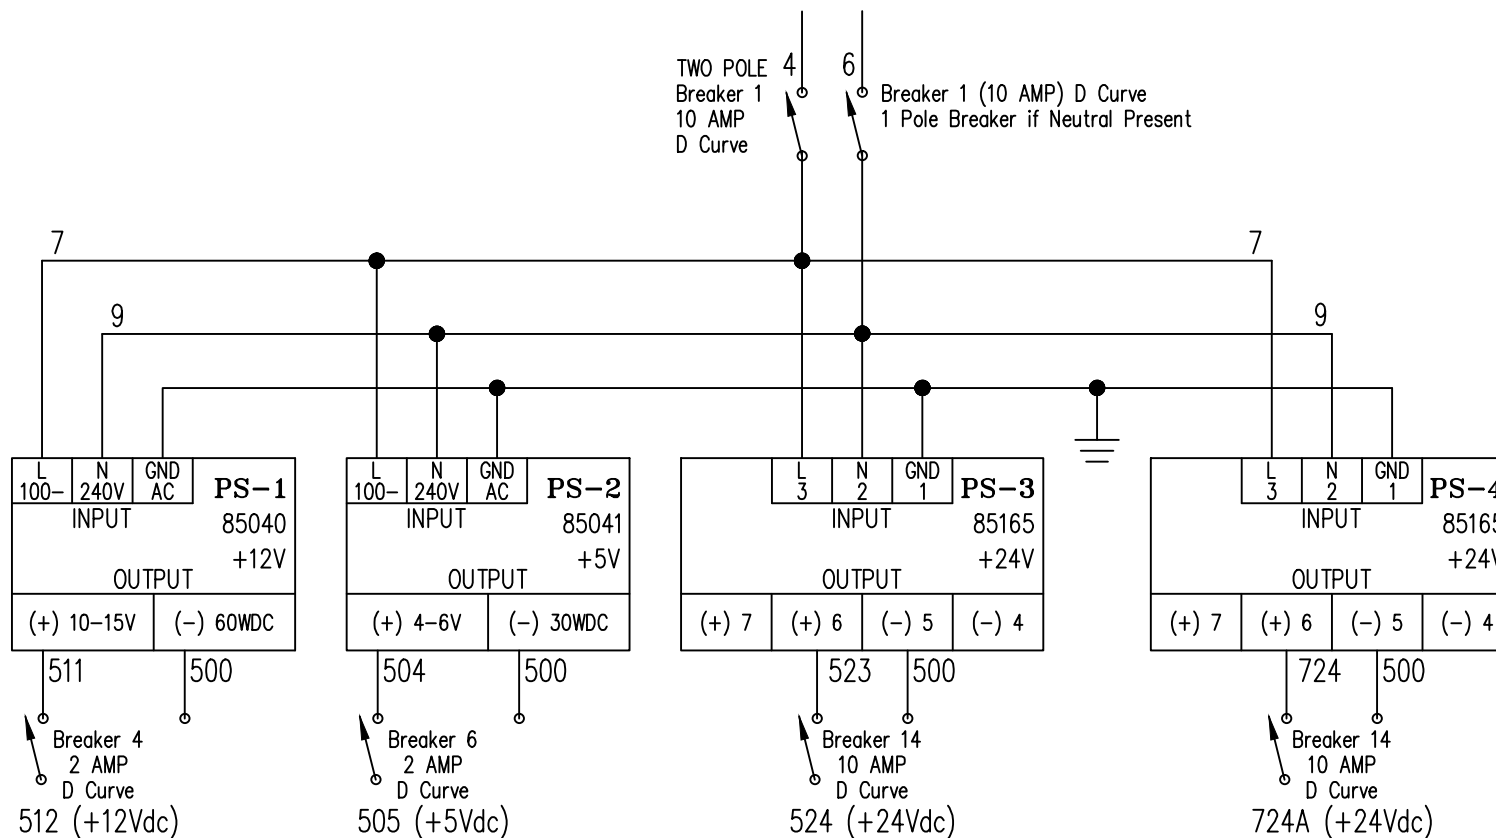 TWO POLE
Breaker 1
10 AMP
D Curve
4
6
Breaker 1 (10 AMP) D Curve
1 Pole Breaker if Neutral Present
7
7
9
9
L
100-
N
240V
GND
AC
PS-1
INPUT
85040
+12V
OUTPUT
(+) 10-15V
(-) 60WDC
511
500
Breaker 4
2 AMP
D Curve
512 (+12Vdc)
L
100-
N
240V
GND
AC
PS-2
INPUT
85041
+5V
OUTPUT
(+) 4-6V
(-) 30WDC
504
500
Breaker 6
2 AMP
D Curve
505 (+5Vdc)
L
3
N
2
GND
1
PS-3
INPUT
85165
+24V
OUTPUT
(+) 7
(+) 6
(-) 5
(-) 4
523
500
Breaker 14
10 AMP
D Curve
524 (+24Vdc)
L
3
N
2
GND
1
PS-4
INPUT
85165
+24V
OUTPUT
(+) 7
(+) 6
(-) 5
(-) 4
724
500
Breaker 14
10 AMP
D Curve
724A (+24Vdc)